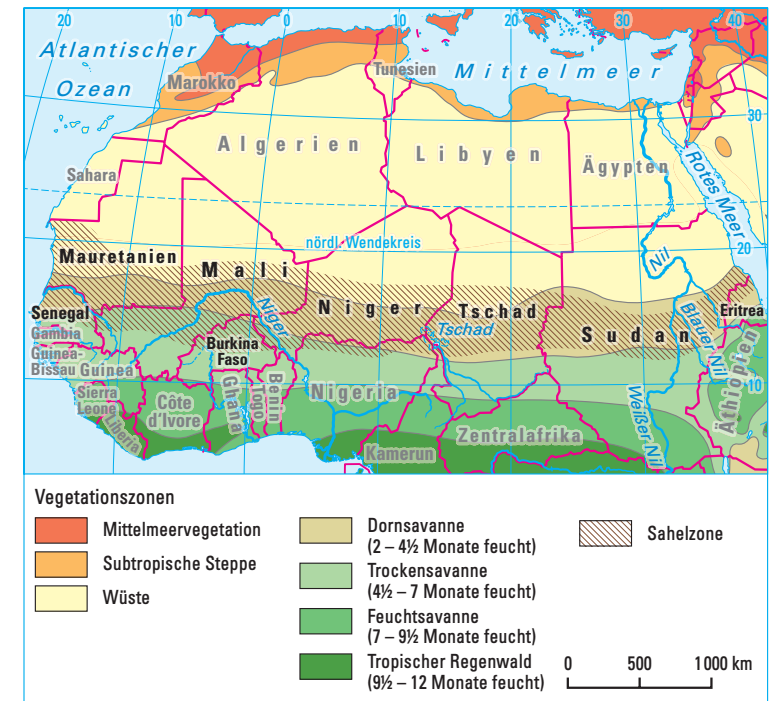 20
10
0
10
20
30
40
Atlantischer
Ozean
Mittelmeer
Marokko
Tunesien
30
Algerien
Libyen
Ägypten
Rotes Meer
Sahara
nördl. Wendekreis
20
Nil
Mauretanien
Mali
Niger
Tschad
Sudan
Eritrea
Senegal
Niger
Tschad
Blauer Nil
Gambia
Burkina
Faso
Guinea-
Bissau
Guinea
Benin
Togo
Ghana
Nigeria
10
Äthiopien
Sierra
Leone
Côte
d'Ivore
Liberia
Weißer Nil
Zentralafrika
Kamerun
Vegetationszonen
Mittelmeervegetation
Subtropische Steppe
Wüste
Dornsavanne
(2 – 4½ Monate feucht)
Trockensavanne
(4½ – 7 Monate feucht)
Feuchtsavanne
(7 – 9½ Monate feucht)
Tropischer Regenwald
(9½ – 12 Monate feucht)
Sahelzone
0 500 1000 km